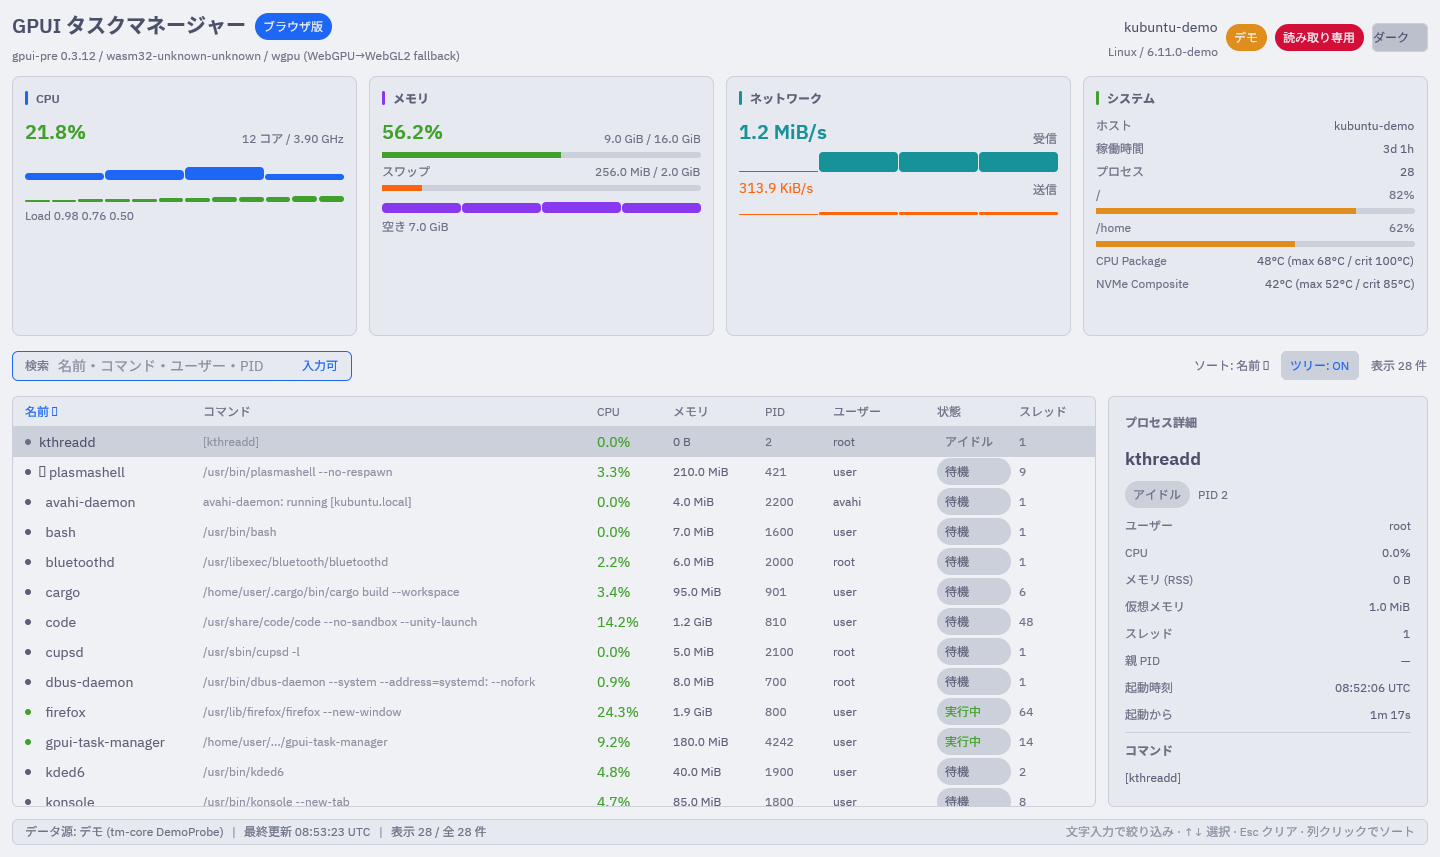 GPUI タスクマネージャー ブラウザ版
gpui-pre 0.3.12 / wasm32-unknown-unknown / wgpu (WebGPU→WebGL2 fallback)
kubuntu-demo
Linux / 6.11.0-demo
デモ 読み取り専用 ダーク
CPU
21.8% 12 コア / 3.90 GHz
Load 0.98 0.76 0.50
メモリ
56.2% 9.0 GiB / 16.0 GiB
スワップ 256.0 MiB / 2.0 GiB
空き 7.0 GiB
ネットワーク
1.2 MiB/s 受信
313.9 KiB/s 送信
システム
ホスト kubuntu-demo
稼働時間 3d 1h
プロセス 28
/ 82%
/home 62%
CPU Package 48°C (max 68°C / crit 100°C)
NVMe Composite 42°C (max 52°C / crit 85°C)
検索 名前・コマンド・ユーザー・PID 入力可
ソート: 名前 ツリー: ON 表示 28 件
名前 コマンド CPU メモリ PID ユーザー 状態 スレッド
kthreadd [kthreadd] 0.0% 0 B 2 root アイドル 1
plasmashell /usr/bin/plasmashell --no-respawn 3.3% 210.0 MiB 421 user 待機 9
avahi-daemon avahi-daemon: running [kubuntu.local] 0.0% 4.0 MiB 2200 avahi 待機 1
bash /usr/bin/bash 0.0% 7.0 MiB 1600 user 待機 1
bluetoothd /usr/libexec/bluetooth/bluetoothd 2.2% 6.0 MiB 2000 root 待機 1
cargo /home/user/.cargo/bin/cargo build --workspace 3.4% 95.0 MiB 901 user 待機 6
code /usr/share/code/code --no-sandbox --unity-launch 14.2% 1.2 GiB 810 user 待機 48
cupsd /usr/sbin/cupsd -l 0.0% 5.0 MiB 2100 root 待機 1
dbus-daemon /usr/bin/dbus-daemon --system --address=systemd: --nofork 0.9% 8.0 MiB 700 root 待機 1
firefox /usr/lib/firefox/firefox --new-window 24.3% 1.9 GiB 800 user 実行中 64
gpui-task-manager /home/user/…/gpui-task-manager 9.2% 180.0 MiB 4242 user 実行中 14
kded6 /usr/bin/kded6 4.8% 40.0 MiB 1900 user 待機 2
konsole /usr/bin/konsole --new-tab 4.7% 85.0 MiB 1800 user 待機 8
プロセス詳細
kthreadd
アイドル PID 2
ユーザー root
CPU 0.0%
メモリ (RSS) 0 B
仮想メモリ 1.0 MiB
スレッド 1
親 PID —
起動時刻 08:52:06 UTC
起動から 1m 17s
コマンド
[kthreadd]
データ源: デモ (tm-core DemoProbe) | 最終更新 08:53:23 UTC | 表示 28 / 全 28 件
文字入力で絞り込み · ↑↓ 選択 · Esc クリア · 列クリックでソート